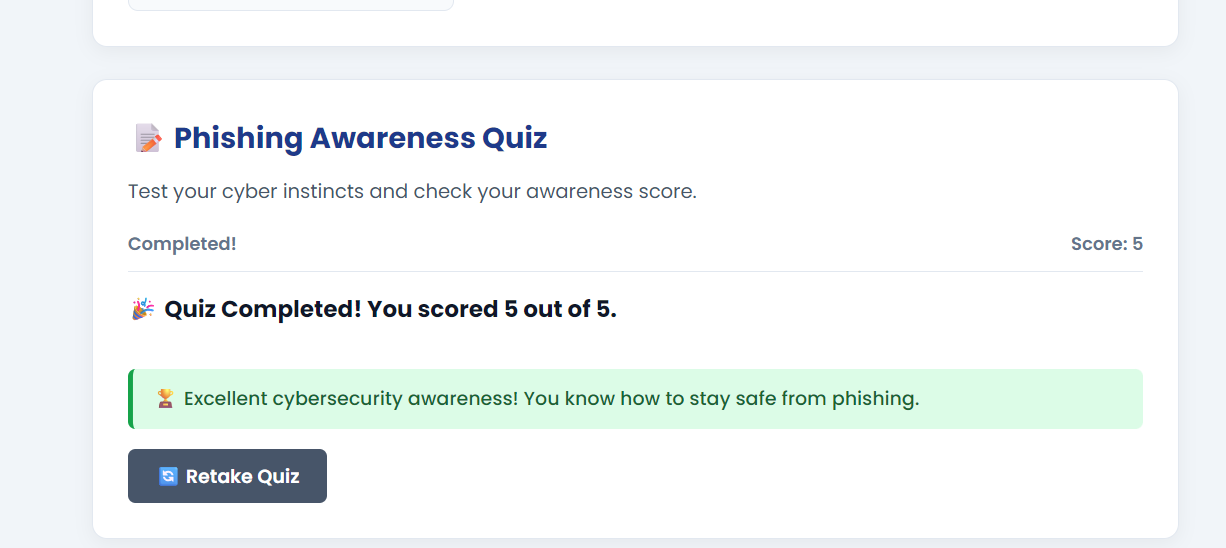 Phishing Awareness Quiz
Test your cyber instincts and check your awareness score.
Completed!
Score: 5
Quiz Completed! You scored 5 out of 5.
Excellent cybersecurity awareness! You know how to stay safe from phishing.
Retake Quiz